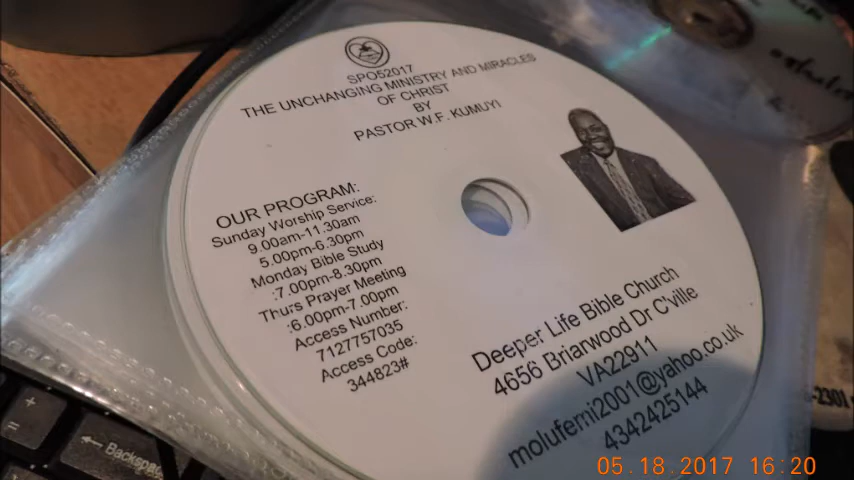 SPO52017
THE UNCHANGING MINISTRY AND MIRACLES
OF CHRIST
BY
PASTOR W.F. KUMUYI
OUR PROGRAM:
Sunday Worship Service:
9.00am-11.30am
5.00pm-6.30pm
Monday Bible Study
:7.00pm-8.30pm
Thurs Prayer Meeting
:6.00pm-7.00pm
Access Number:
7127757035
Access Code:
344823#
Deeper Life Bible Church
4656 Briarwood Dr C'ville
VA22911
molufemi2001@yahoo.co.uk
4342425144
+
=
Backspace
05.18.2017 16:20